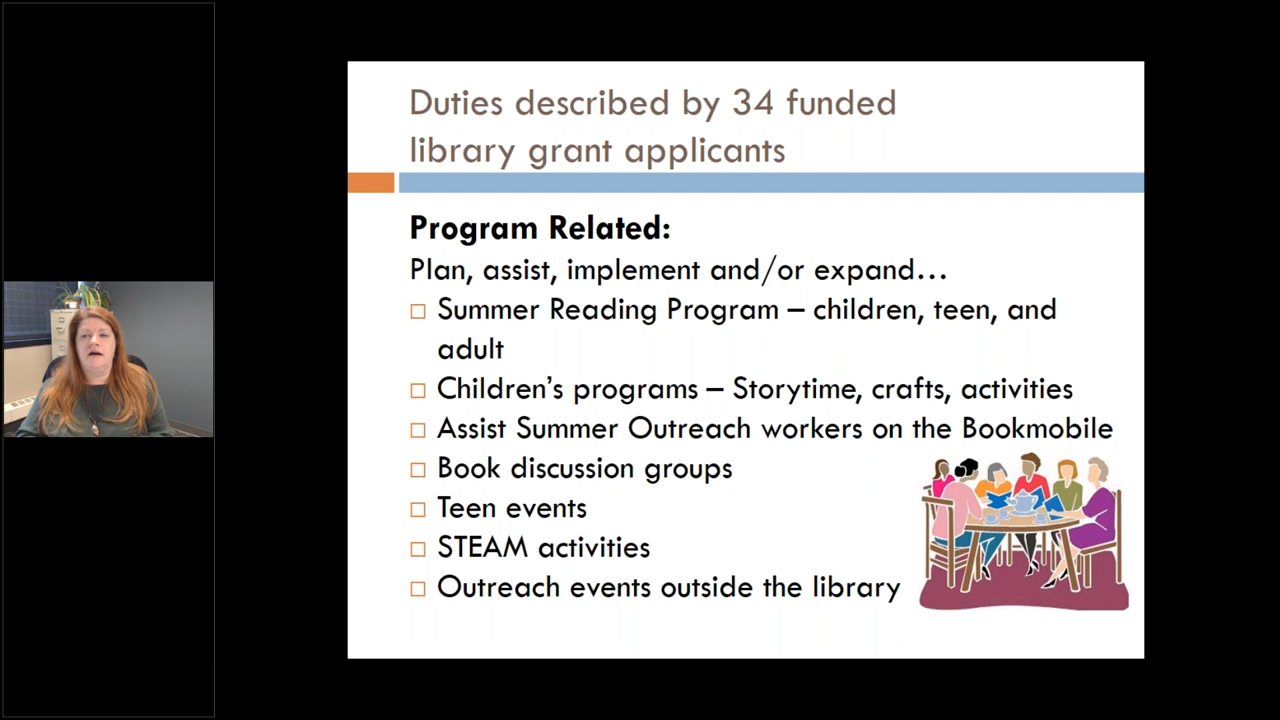 Duties described by 34 funded
library grant applicants
Program Related:
Plan, assist, implement and/or expand…
Summer Reading Program – children, teen, and
adult
Children’s programs – Storytime, crafts, activities
Assist Summer Outreach workers on the Bookmobile
Book discussion groups
Teen events
STEAM activities
Outreach events outside the library